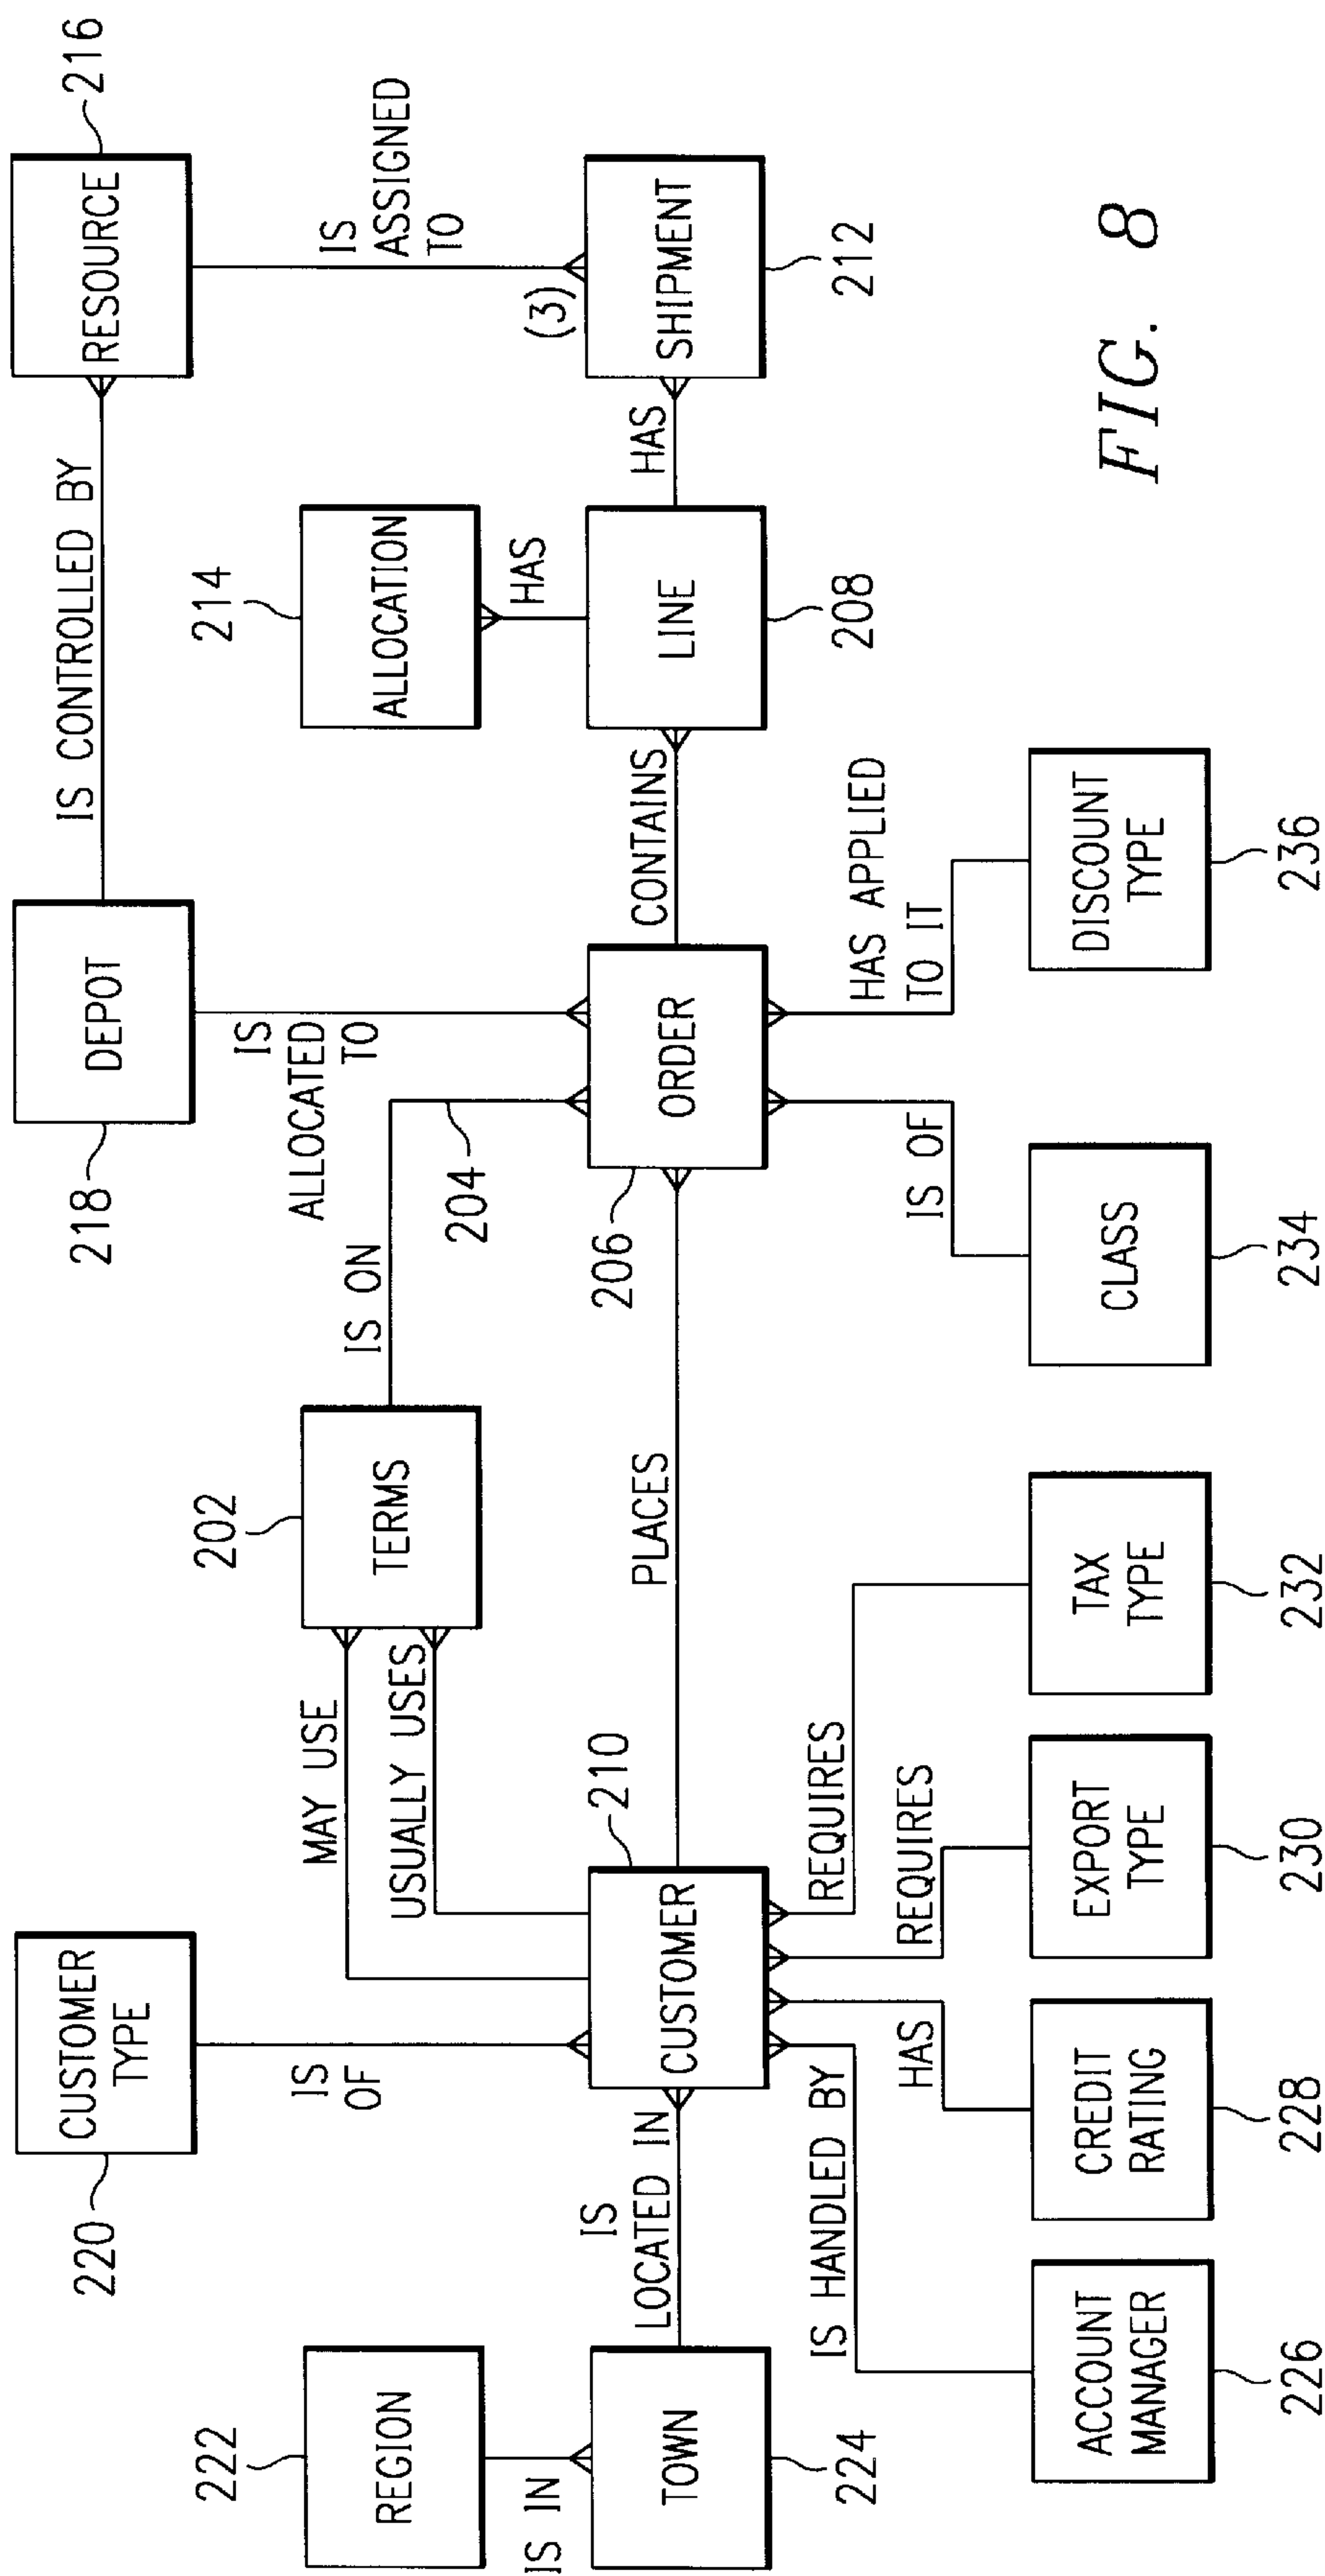 220
CUSTOMER
TYPE
218
DEPOT
IS CONTROLLED BY
RESOURCE
216
IS
OF
MAY USE
USUALLY USES
202
TERMS
IS ON
204
IS
ALLOCATED
TO
214
ALLOCATION
HAS
IS
ASSIGNED
TO
(3)
222
REGION
IS IN
TOWN
224
IS
LOCATED IN
CUSTOMER
210
PLACES
206
ORDER
CONTAINS
LINE
208
HAS
SHIPMENT
212
IS HANDLED BY
HAS
REQUIRES
REQUIRES
IS OF
HAS APPLIED
TO IT
ACCOUNT
MANAGER
226
CREDIT
RATING
228
EXPORT
TYPE
230
TAX
TYPE
232
CLASS
234
DISCOUNT
TYPE
236
FIG. 8